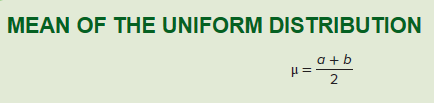 MEAN OF THE UNIFORM DISTRIBUTION
μ = a + b / 2